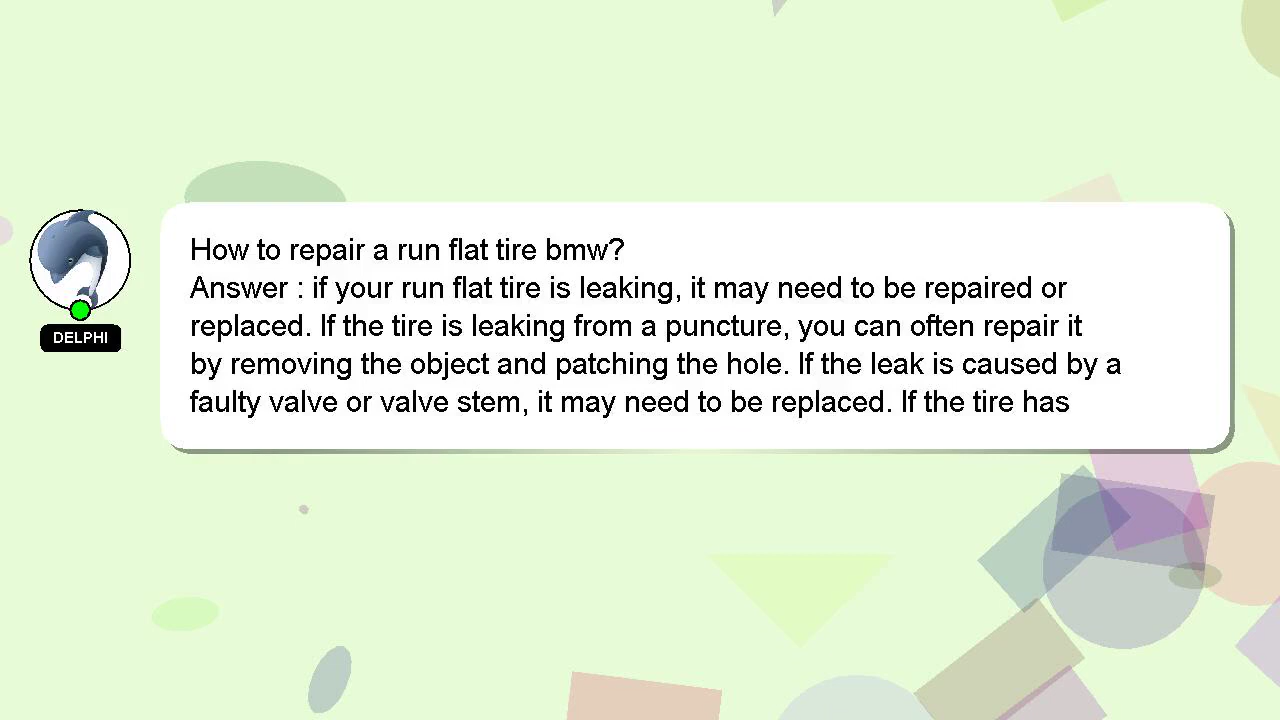 How to repair a run flat tire bmw?
Answer : if your run flat tire is leaking, it may need to be repaired or
replaced. If the tire is leaking from a puncture, you can often repair it
by removing the object and patching the hole. If the leak is caused by a
faulty valve or valve stem, it may need to be replaced. If the tire has
DELPHI